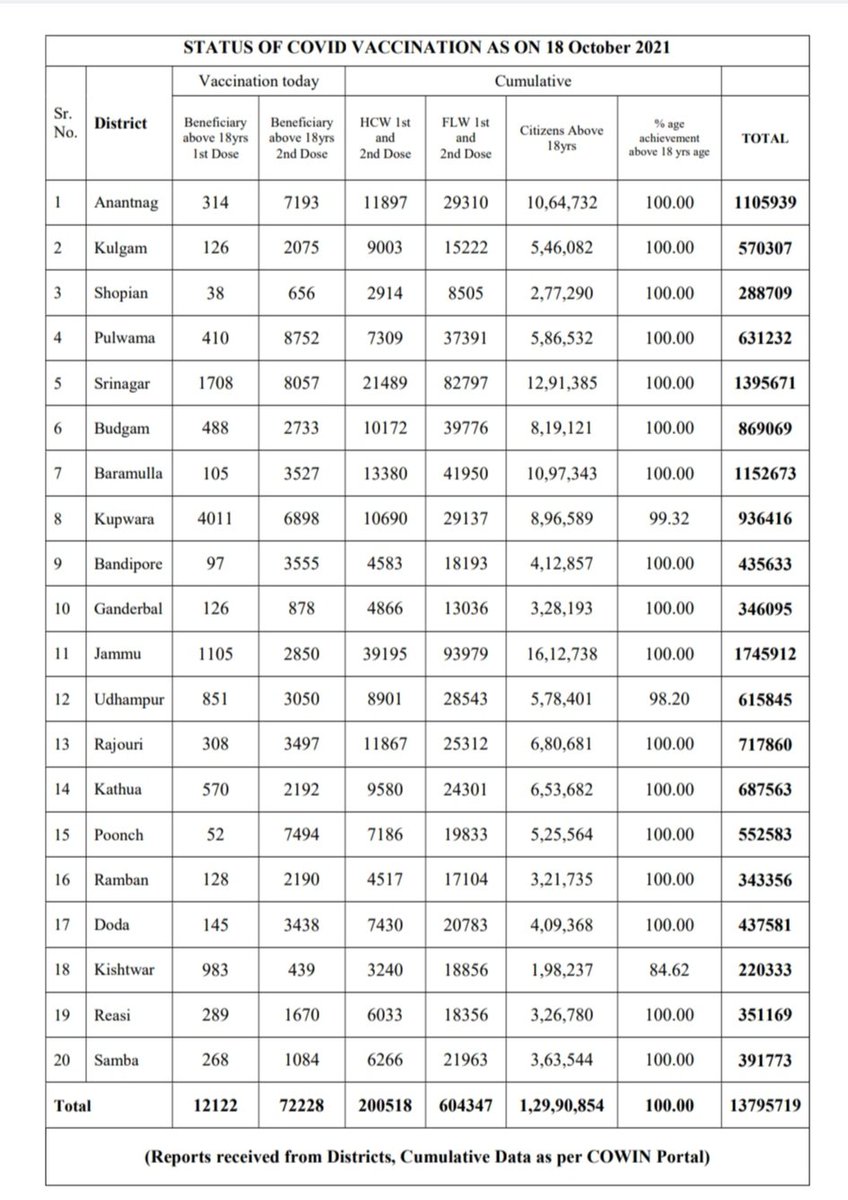 STATUS OF COVID VACCINATION AS ON 18 October 2021
Sr. No. District Vaccination today Cumulative
Beneficiary above 18yrs 1st Dose Beneficiary above 18yrs 2nd Dose HCW 1st and 2nd Dose FLW 1st and 2nd Dose Citizens Above 18yrs % age achievement above 18 yrs age TOTAL
1 Anantnag 314 7193 11897 29310 10,64,732 100.00 1105939
2 Kulgam 126 2075 9003 15222 5,46,082 100.00 570307
3 Shopian 38 656 2914 8505 2,77,290 100.00 288709
4 Pulwama 410 8752 7309 37391 5,86,532 100.00 631232
5 Srinagar 1708 8057 21489 82797 12,91,385 100.00 1395671
6 Budgam 488 2733 10172 39776 8,19,121 100.00 869069
7 Baramulla 105 3527 13380 41950 10,97,343 100.00 1152673
8 Kupwara 4011 6898 10690 29137 8,96,589 99.32 936416
9 Bandipore 97 3555 4583 18193 4,12,857 100.00 435633
10 Ganderbal 126 878 4866 13036 3,28,193 100.00 346095
11 Jammu 1105 2850 39195 93979 16,12,738 100.00 1745912
12 Udhampur 851 3050 8901 28543 5,78,401 98.20 615845
13 Rajouri 308 3497 11867 25312 6,80,681 100.00 717860
14 Kathua 570 2192 9580 24301 6,53,682 100.00 687563
15 Poonch 52 7494 7186 19833 5,25,564 100.00 552583
16 Ramban 128 2190 4517 17104 3,21,735 100.00 343356
17 Doda 145 3438 7430 20783 4,09,368 100.00 437581
18 Kishtwar 983 439 3240 18856 1,98,237 84.62 220333
19 Reasi 289 1670 6033 18356 3,26,780 100.00 351169
20 Samba 268 1084 6266 21963 3,63,544 100.00 391773
Total 12122 72228 200518 604347 1,29,90,854 100.00 13795719
(Reports received from Districts, Cumulative Data as per COWIN Portal)